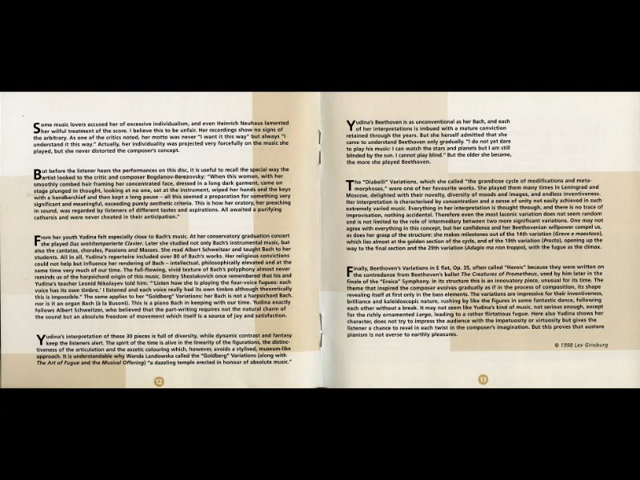 Some music lovers accused her of excessive individualism, and even Heinrich Neuhaus lamented
her wilful treatment of the score. I believe this to be unfair. Her recordings show no signs of
the arbitrary. As one of the critics noted, her motto was never "I want it this way" but always "I
understand it this way." Actually, her individuality was projected very forcefully on the music she
played, but she never distorted the composer's concept.
But before the listener hears the performances on this disc, it is useful to recall the special way the
artist looked to the critic and composer Bogdanov-Berezovsky: "When this woman, with her
smoothly combed hair framing her concentrated face, dressed in a long dark garment, came on
stage plunged in thought, looking at no one, sat at the instrument, wiped her hands and the keys
with a handkerchief and then kept a long pause – all this seemed a preparation for something very
significant and meaningful, exceeding purely aesthetic criteria. This is how her oratory, her preaching
in sound, was regarded by listeners of different tastes and aspirations. All awaited a purifying
catharsis and were never cheated in their anticipation."
From her youth Yudina felt especially close to Bach's music. At her conservatory graduation concert
she played Das wohltemperierte Clavier. Later she studied not only Bach's instrumental music, but
also the cantatas, chorales, Passions and Masses. She read Albert Schweitzer and taught Bach to her
students. All in all, Yudina's repertoire included over 80 of Bach's works. Her religious convictions
could not help but influence her rendering of Bach – intellectual, philosophically elevated and at the
same time very much of the time. The full-flowing, vivid texture of Bach's polyphony almost never
reminds us of the harpsichord origin of this music. Dmitry Shostakovich once remembered that he and
Yudina's teacher Leonid Nikolayev told him: "Listen how she is playing the four-voice fugues: each
voice has its own timbre.' I listened and each voice really had its own timbre although theoretically
this is impossible." The same applies to her "Goldberg" Variations: her Bach is not a harpsichord Bach,
nor is it an organ Bach (à la Busoni). This is a piano Bach in keeping with our time. Yudina exactly
follows Albert Schweitzer, who believed that the part-writing requires not the natural charm of
the sound but an absolute freedom of movement which itself is a source of joy and satisfaction.
Yudina's interpretation of these 30 pieces is full of diversity, while dynamic contrast and fantasy
keep the listeners alert. The spirit of the time is alive in the linearity of the figurations, the distinc-
tiveness of the articulation and the ascetic colouring which, however, avoids a stylised, museum-like
approach. It is understandable why Wanda Landowska called the "Goldberg" Variations (along with
The Art of Fugue and the Musical Offering) "a dazzling temple erected in honour of absolute music."
12
Yudina's Beethoven is as unconventional as her Bach, and each
of her interpretations is imbued with a mature conviction
retained through the years. But she herself admitted that she
came to understand Beethoven only gradually. "I do not yet dare
to play his music: I can watch the stars and planets but I am still
blinded by the sun. I cannot play blind." But the older she became,
the more she played Beethoven.
The "Diabelli" Variations, which she called "the grandiose cycle of modifications and meta-
morphoses," were one of her favourite works. She played them many times in Leningrad and
Moscow, delighted with their novelty, diversity of moods and images, and endless inventiveness.
Her interpretation is characterised by concentration and a sense of unity not easily achieved in such
extremely varied music. Everything in her interpretation is thought through, and there is no trace of
improvisation, nothing accidental. Therefore even the most laconic variation does not seem random
and is not limited to the role of intermediary between two more significant variations. One may not
agree with everything in this concept, but her confidence and her Beethovenian willpower compel us,
as does her grasp of the structure: she makes milestones out of the 14th variation (Grave e maestoso),
which lies almost at the golden section of the cycle, and of the 19th variation (Presto), opening up the
way to the final section and the 29th variation (Adagio ma non troppo), with the fugue as the climax.
Finally, Beethoven's Variations in E flat, Op. 35, often called "Heroic" because they were written on
the contradanse from Beethoven's ballet The Creatures of Prometheus, used by him later in the
finale of the "Eroica" Symphony. In its structure this is an innovatory piece, unusual for its time. The
theme that inspired the composer evolves gradually as if in the process of composition, its shape
revealing itself at first only in the bass elements. The variations are impressive for their inventiveness,
brilliance and kaleidoscopic nature, rushing by like the figures in some fantastic dance, following
each other without a break. It may not seem like Yudina's kind of music, not serious enough, except
for the richly ornamented Largo, leading to a rather flirtatious fugue. Here also Yudina shows her
character, does not try to impress the audience with the impetuosity or virtuosity but gives the
listener a chance to revel in each twist in the composer's imagination. But this proves that austere
pianism is not averse to earthly pleasures.
© 1998 Lev Ginsburg
13